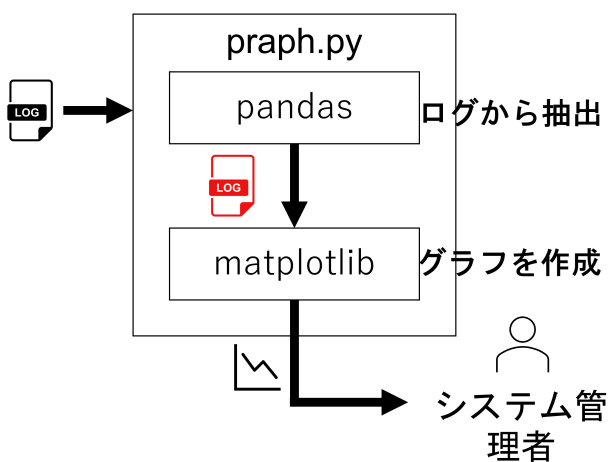 praph.py
LOG
pandas
ログから抽出
LOG
matplotlib
グラフを作成
システム管
理者